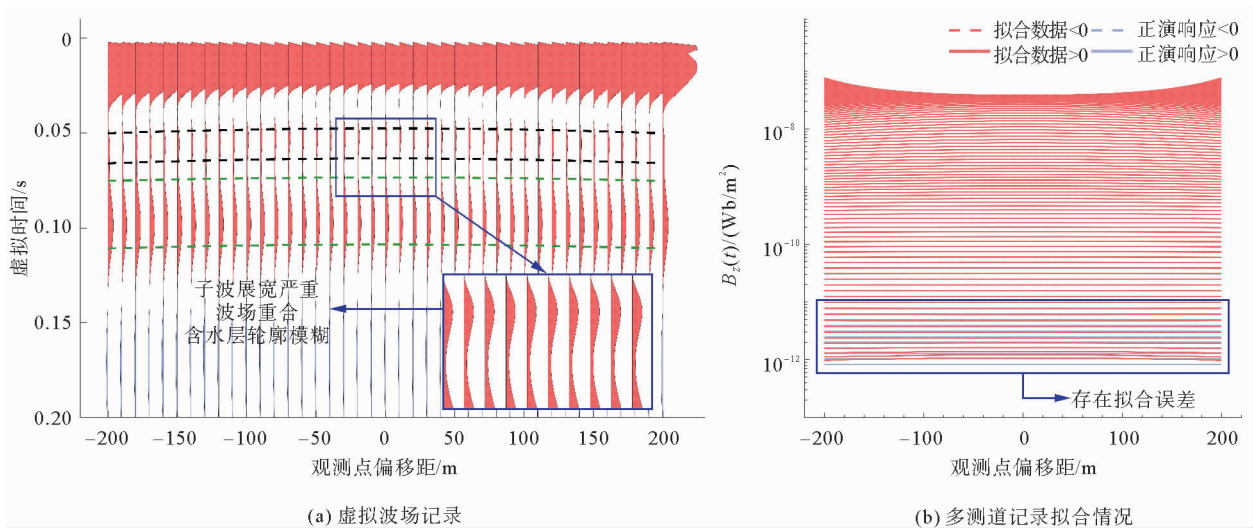 0
0.05
0.10
0.15
0.20
虚拟时间/s
子波展宽严重
波场重合
含水层轮廓模糊
−200 −150 −100 −50 0 50 100 150 200
观测点偏移距/m
(a) 虚拟波场记录
拟合数据<0 正演响应<0
拟合数据>0 正演响应>0
10⁻⁸
10⁻¹⁰
10⁻¹²
B_z(t)/(Wb/m²)
存在拟合误差
−200 −100 0 100 200
观测点偏移距/m
(b) 多测道记录拟合情况